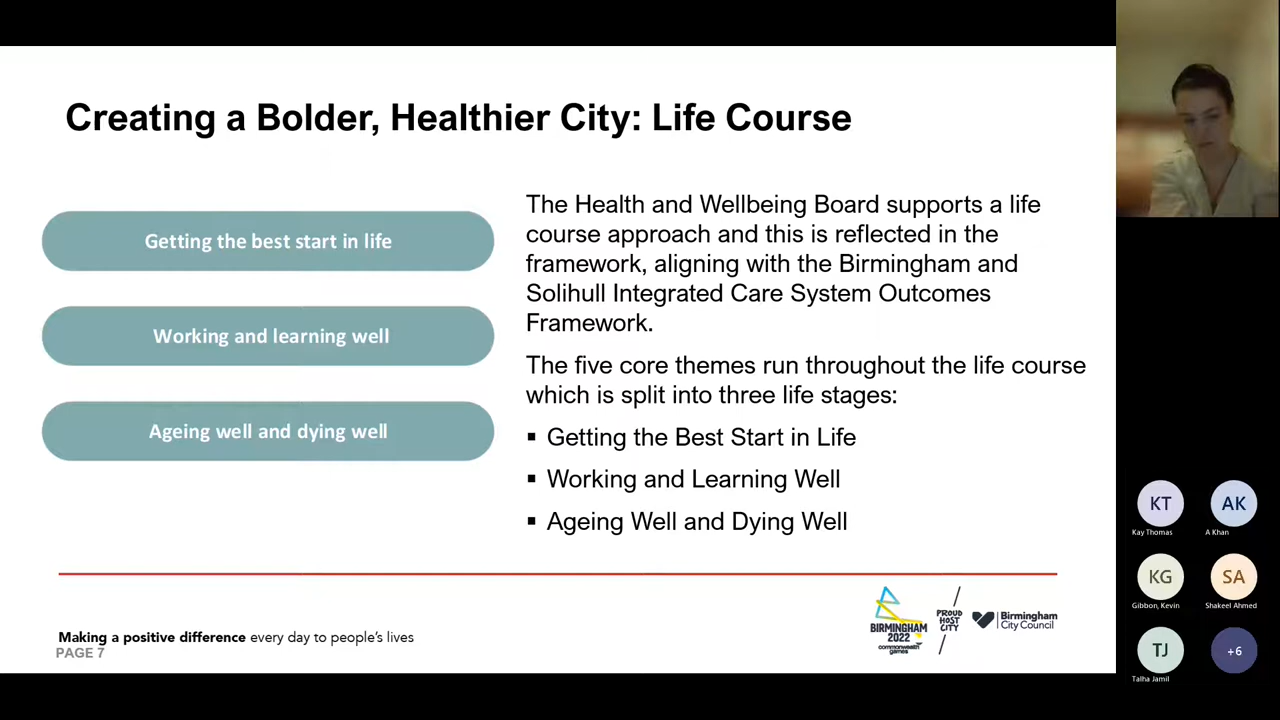 Creating a Bolder, Healthier City: Life Course
Getting the best start in life
Working and learning well
Ageing well and dying well
The Health and Wellbeing Board supports a life
course approach and this is reflected in the
framework, aligning with the Birmingham and
Solihull Integrated Care System Outcomes
Framework.
The five core themes run throughout the life course
which is split into three life stages:
▪ Getting the Best Start in Life
▪ Working and Learning Well
▪ Ageing Well and Dying Well
Making a positive difference every day to people's lives
PAGE 7
BIRMINGHAM
2022
commonwealth
games
PROUD
HOST
CITY
Birmingham
City Council
KT
Kay Thomas
AK
A Khan
KG
Gibbon, Kevin
SA
Shakeel Ahmed
TJ
Talha Jamil
+6